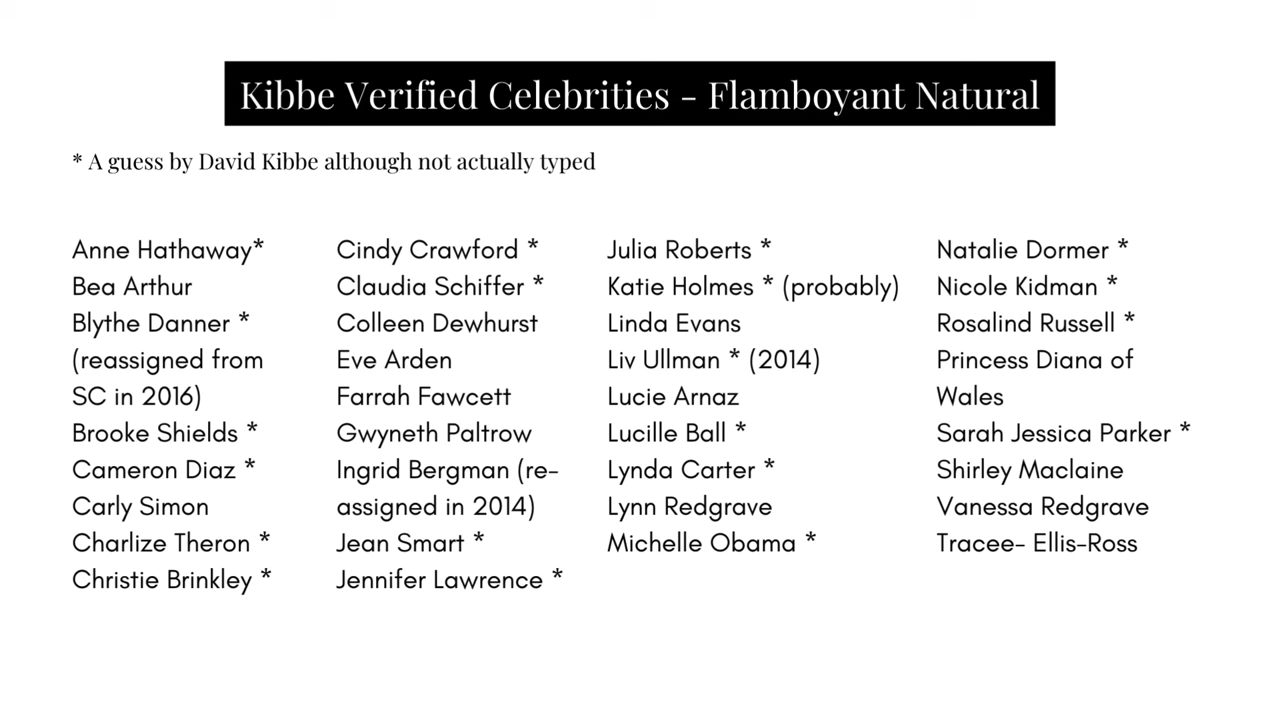 Kibbe Verified Celebrities - Flamboyant Natural
* A guess by David Kibbe although not actually typed
Anne Hathaway*
Bea Arthur
Blythe Danner *
(reassigned from
SC in 2016)
Brooke Shields *
Cameron Diaz *
Carly Simon
Charlize Theron *
Christie Brinkley *
Cindy Crawford *
Claudia Schiffer *
Colleen Dewhurst
Eve Arden
Farrah Fawcett
Gwyneth Paltrow
Ingrid Bergman (re-
assigned in 2014)
Jean Smart *
Jennifer Lawrence *
Julia Roberts *
Katie Holmes * (probably)
Linda Evans
Liv Ullman * (2014)
Lucie Arnaz
Lucille Ball *
Lynda Carter *
Lynn Redgrave
Michelle Obama *
Natalie Dormer *
Nicole Kidman *
Rosalind Russell *
Princess Diana of
Wales
Sarah Jessica Parker *
Shirley Maclaine
Vanessa Redgrave
Tracee- Ellis-Ross